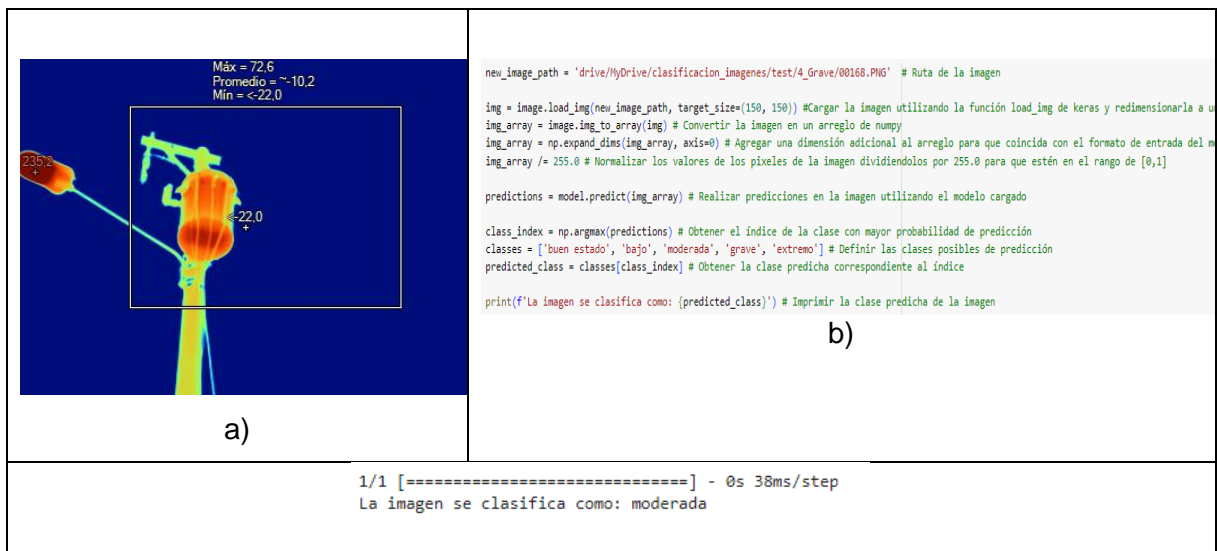 Máx = 72,6
Promedio = ~-10,2
Mín = <-22,0
235,2
<-22,0
a)
new_image_path = 'drive/MyDrive/clasificacion_imagenes/test/4_Grave/00168.PNG' # Ruta de la imagen
img = image.load_img(new_image_path, target_size=(150, 150)) #Cargar la imagen utilizando la función load_img de keras y redimensionarla a
img_array = image.img_to_array(img) # Convertir la imagen en un arreglo de numpy
img_array = np.expand_dims(img_array, axis=0) # Agregar una dimensión adicional al arreglo para que coincida con el formato de entrada del
img_array /= 255.0 # Normalizar los valores de los pixeles de la imagen dividiendolos por 255.0 para que estén en el rango de [0,1]
predictions = model.predict(img_array) # Realizar predicciones en la imagen utilizando el modelo cargado
class_index = np.argmax(predictions) # Obtener el índice de la clase con mayor probabilidad de predicción
classes = ['buen estado', 'bajo', 'moderada', 'grave', 'extremo'] # Definir las clases posibles de predicción
predicted_class = classes[class_index] # Obtener la clase predicha correspondiente al índice
print(f'La imagen se clasifica como: {predicted_class}') # Imprimir la clase predicha de la imagen
b)
1/1 [==============================] - 0s 38ms/step
La imagen se clasifica como: moderada